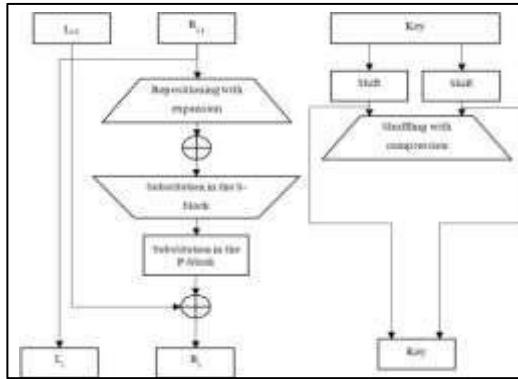 Key
Shift
Shift
Repositioning with
expansion
Shuffling with
compression
Substitution in the S-
block
Substitution in the
P-block
Key